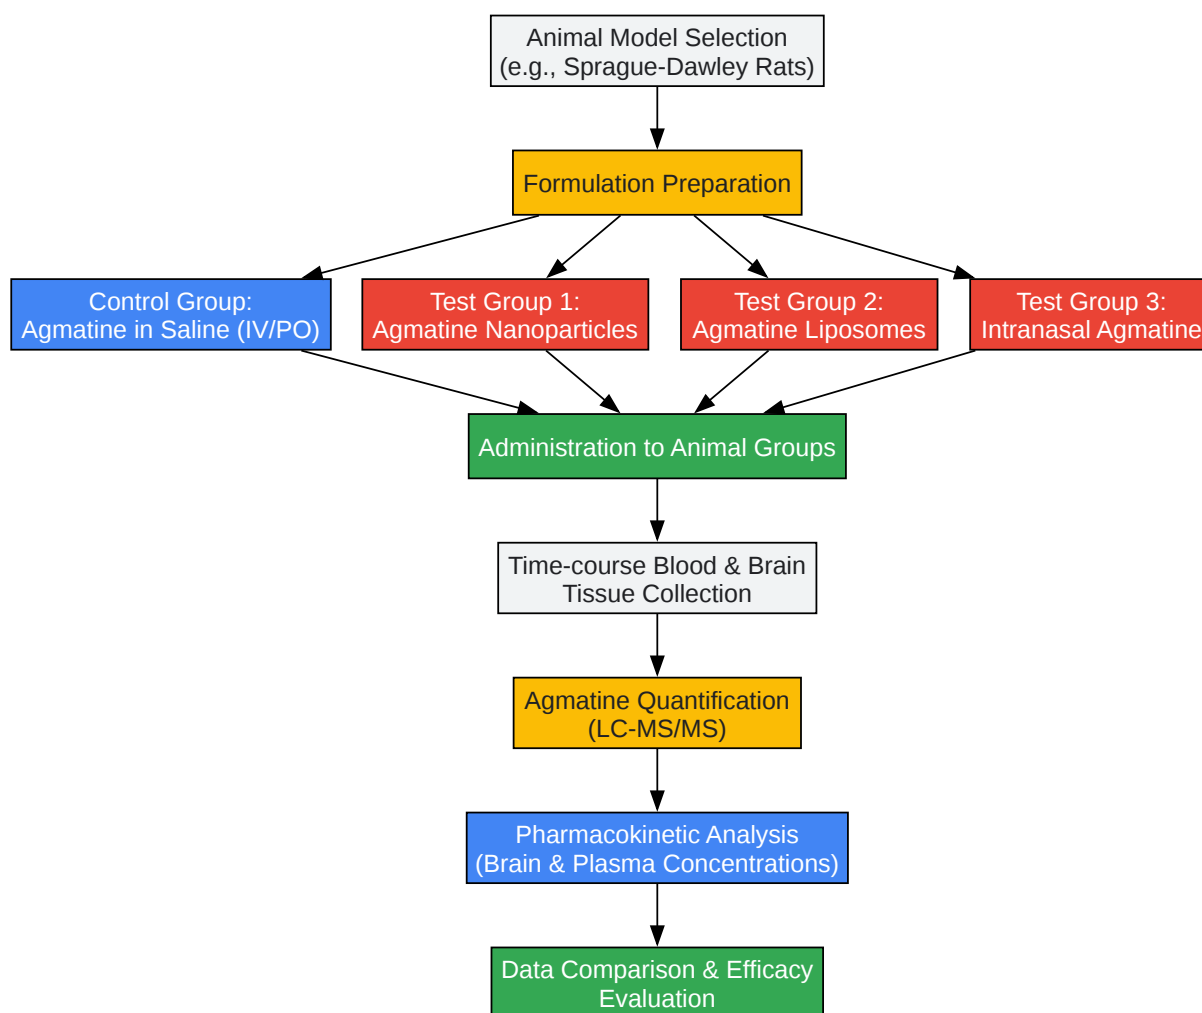 Animal Model Selection
(e.g., Sprague-Dawley Rats)
Formulation Preparation
Control Group:
Agmatine in Saline (IV/PO)
Test Group 1:
Agmatine Nanoparticles
Test Group 2:
Agmatine Liposomes
Test Group 3:
Intranasal Agmatine
Administration to Animal Groups
Time-course Blood & Brain
Tissue Collection
Agmatine Quantification
(LC-MS/MS)
Pharmacokinetic Analysis
(Brain & Plasma Concentrations)
Data Comparison & Efficacy
Evaluation